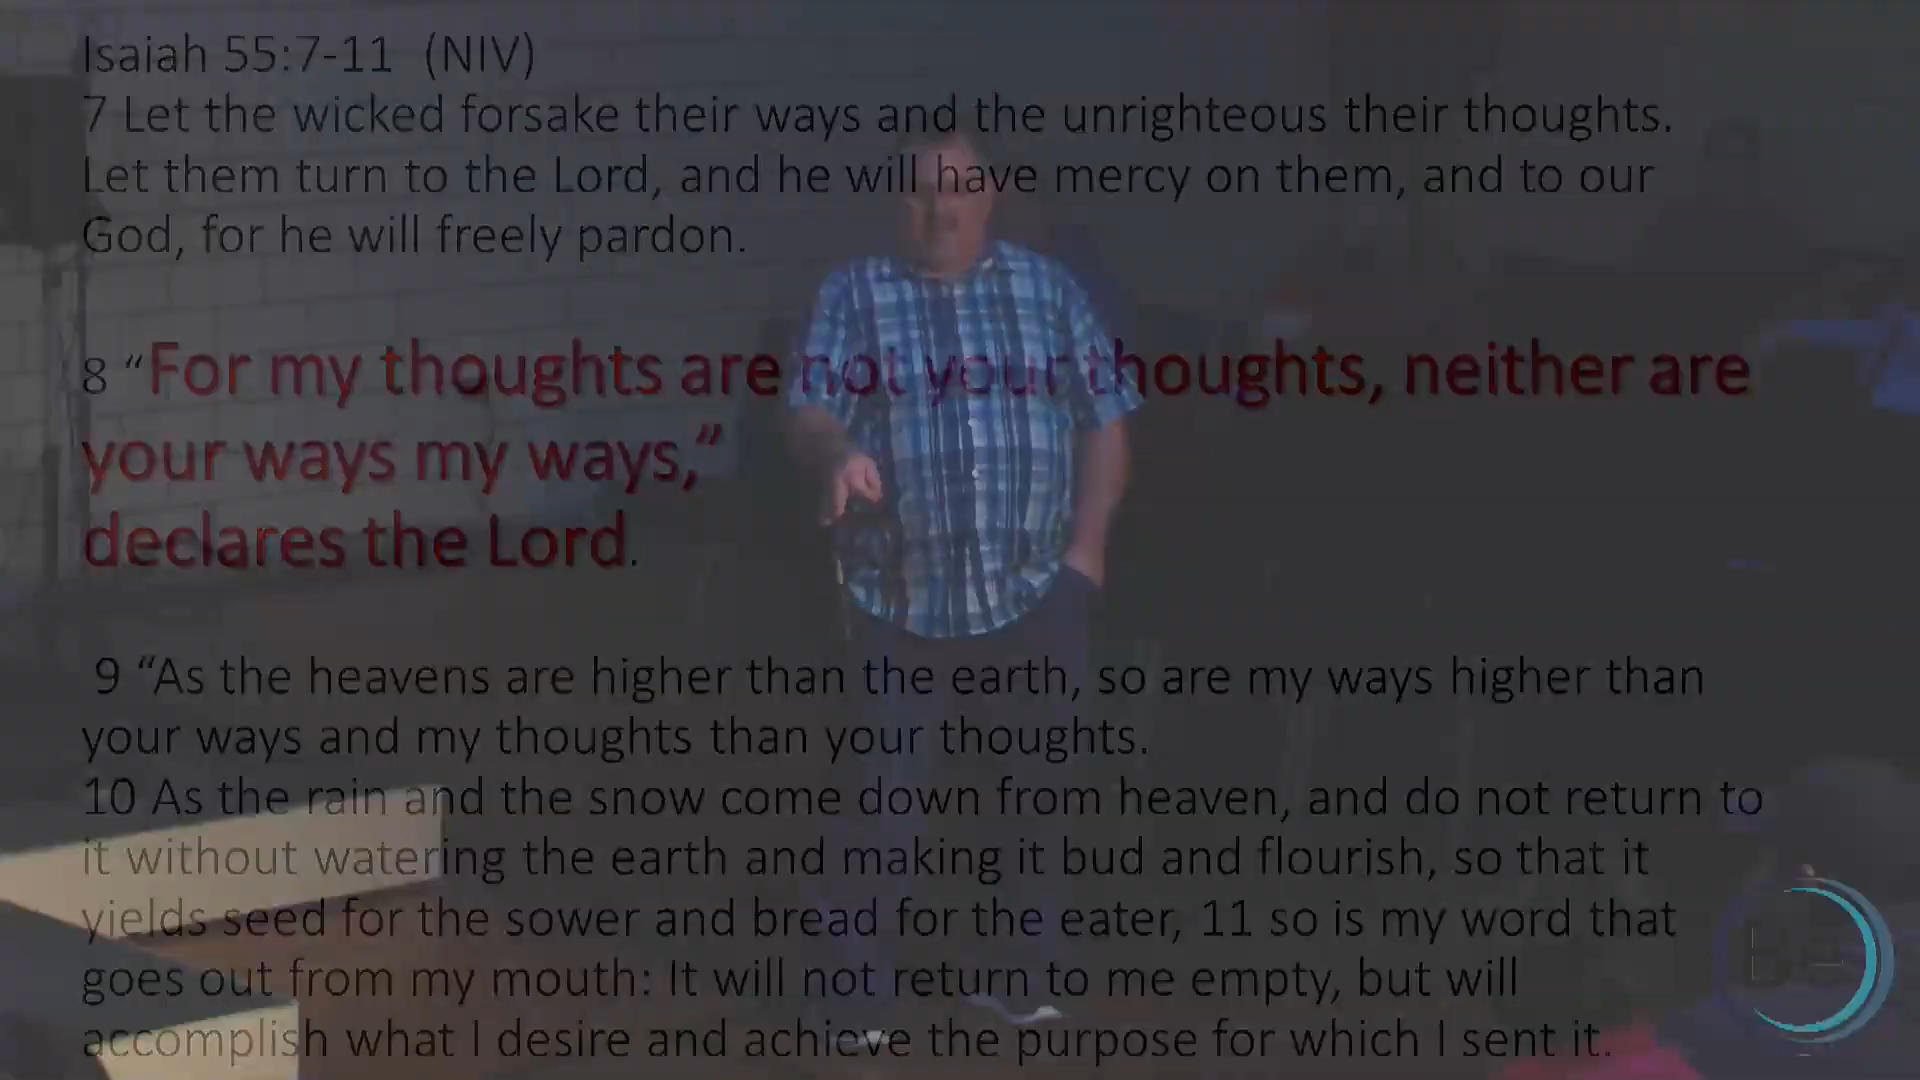 Isaiah 55:7-11 (NIV)
7 Let the wicked forsake their ways and the unrighteous their thoughts.
Let them turn to the Lord, and he will have mercy on them, and to our
God, for he will freely pardon.
8 “For my thoughts are not your thoughts, neither are
your ways my ways,”
declares the Lord.
9 “As the heavens are higher than the earth, so are my ways higher than
your ways and my thoughts than your thoughts.
10 As the rain and the snow come down from heaven, and do not return to
it without watering the earth and making it bud and flourish, so that it
yields seed for the sower and bread for the eater, 11 so is my word that
goes out from my mouth: It will not return to me empty, but will
accomplish what I desire and achieve the purpose for which I sent it.